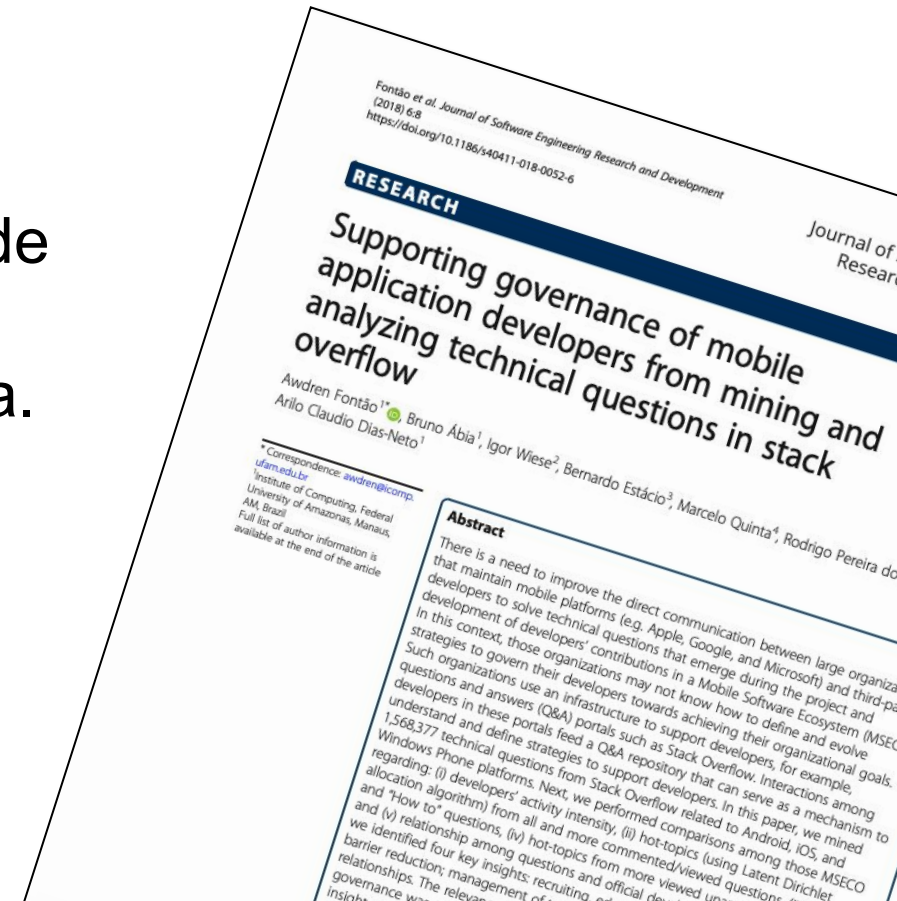 de
a.
Fontão et al. Journal of Software Engineering Research and Development
(2018) 6:8
https://doi.org/10.1186/s40411-018-0052-6
Journal of
Researc
RESEARCH
Supporting governance of mobile
application developers from mining and
analyzing technical questions in stack
overflow
Awdren Fontão1*, Bruno Ábia1, Igor Wiese2, Bernardo Estácio3, Marcelo Quinta4, Rodrigo Pereira do
Arilo Claudio Dias-Neto1
* Correspondence: awdren@icomp.
ufam.edu.br
1Institute of Computing, Federal
University of Amazonas, Manaus,
AM, Brazil
Full list of author information is
available at the end of the article
Abstract
There is a need to improve the direct communication between large organiza
that maintain mobile platforms (e.g. Apple, Google, and Microsoft) and third-pa
developers to solve technical questions that emerge during the project and
development of developers' contributions in a Mobile Software Ecosystem (MSEC
In this context, those organizations may not know how to define and evolve
strategies to govern their developers towards achieving their organizational goals.
Such organizations use an infrastructure to support developers, for example,
questions and answers (Q&A) portals such as Stack Overflow. Interactions among
developers in these portals feed a Q&A repository that can serve as a mechanism to
understand and define strategies to support developers. In this paper, we mined
1,568,377 technical questions from Stack Overflow related to Android, iOS, and
Windows Phone platforms. Next, we performed comparisons among those MSECO
regarding: (i) developers' activity intensity, (ii) hot-topics (using Latent Dirichlet
allocation algorithm) from all and more commented/viewed questions,
and "How to" questions, (iv) hot-topics from more viewed
and (v) relationship among questions and official
we identified four key insights: recruiting,
barrier reduction; management of
relationships. The
governance